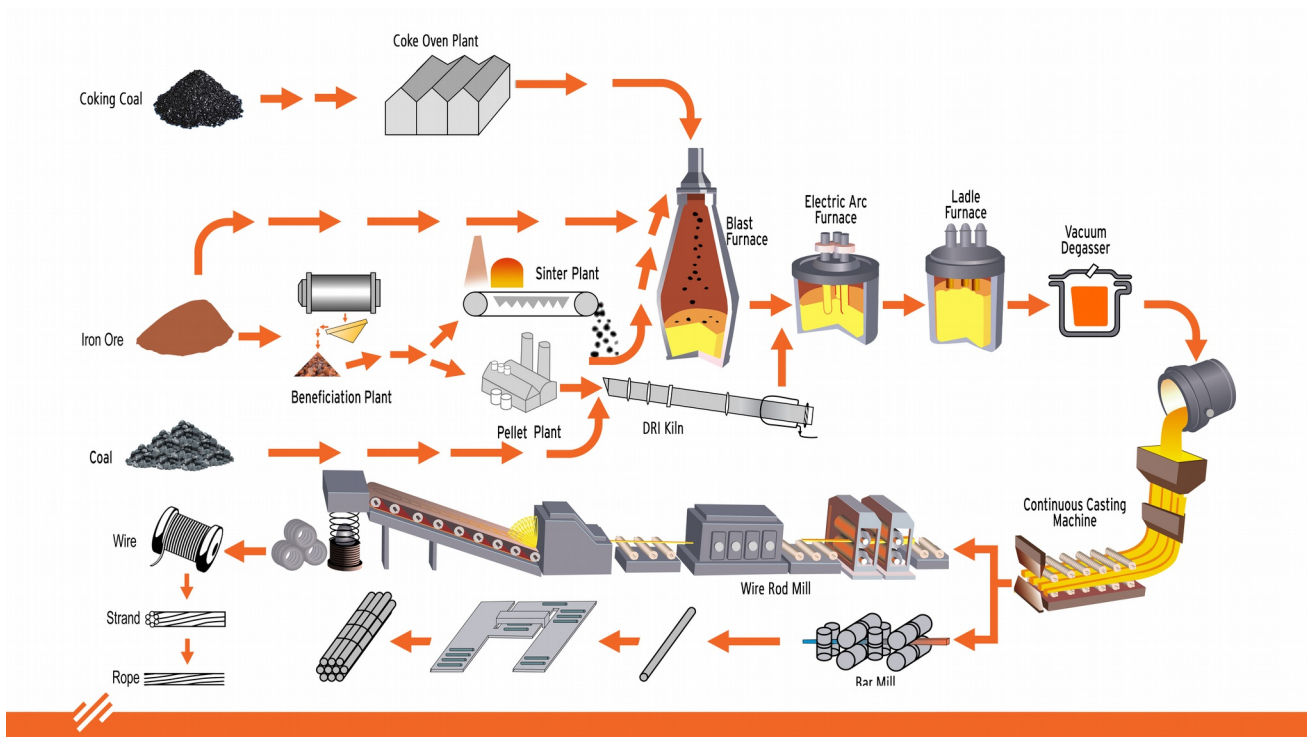 Coke Oven Plant
Coking Coal
Blast
Furnace
Electric Arc
Furnace
Ladle
Furnace
Vacuum
Degasser
Sinter Plant
Iron Ore
Beneficiation Plant
Pellet Plant
DRI Kiln
Coal
Continuous Casting
Machine
Wire
Wire Rod Mill
Strand
Rope
Bar Mill